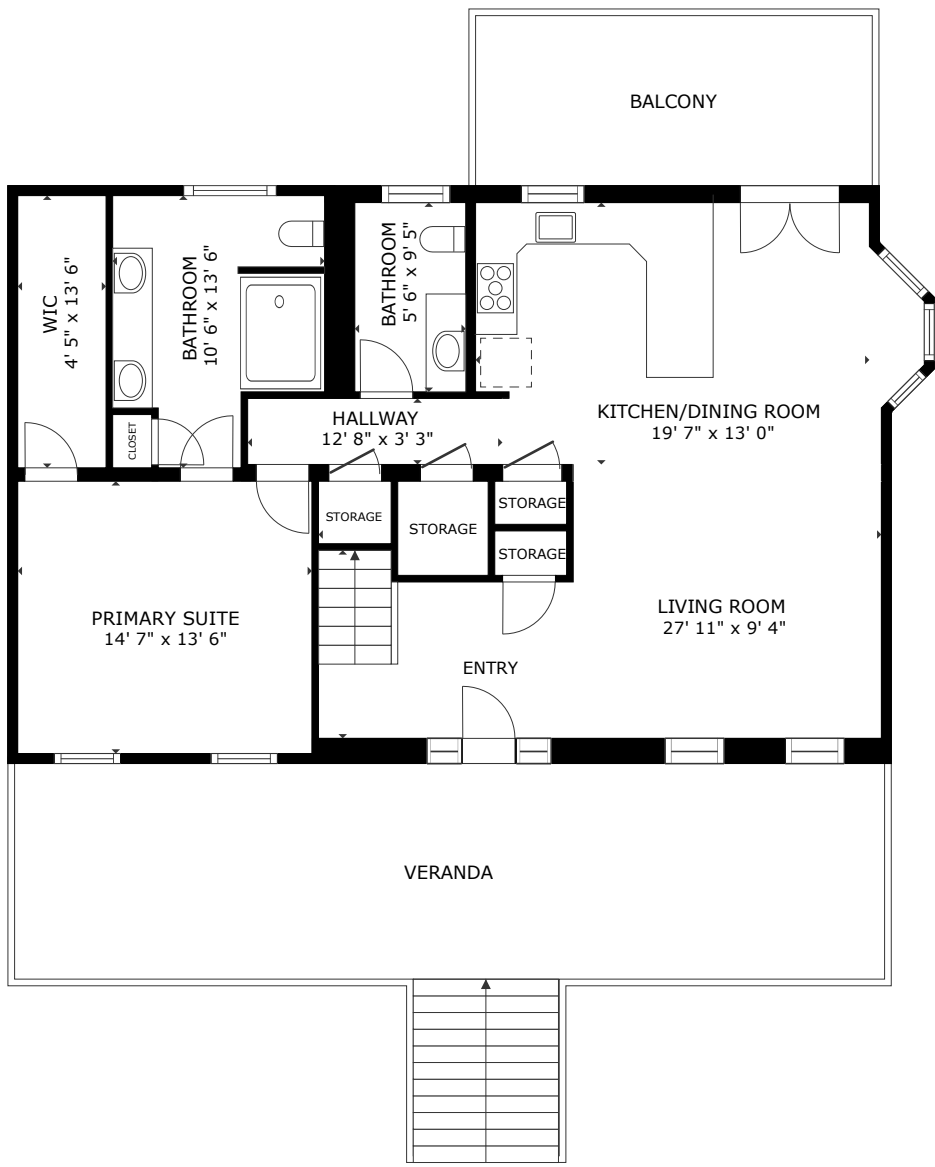 BALCONY
WIC
4' 5" x 13' 6"
BATHROOM
10' 6" x 13' 6"
BATHROOM
5' 6" x 9' 5"
CLOSET
HALLWAY
12' 8" x 3' 3"
KITCHEN/DINING ROOM
19' 7" x 13' 0"
STORAGE
STORAGE
STORAGE
STORAGE
PRIMARY SUITE
14' 7" x 13' 6"
LIVING ROOM
27' 11" x 9' 4"
ENTRY
VERANDA